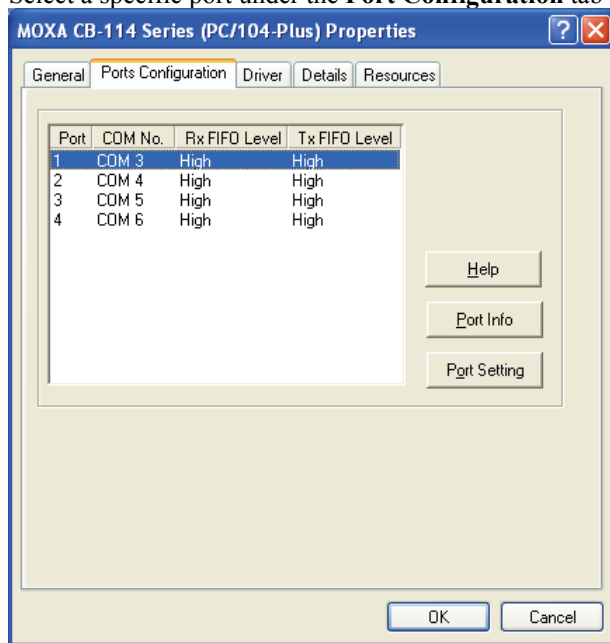 Select a specific port under the Port Configuration tab
MOXA CB-114 Series (PC/104-Plus) Properties
General Ports Configuration Driver Details Resources
Port COM No. Rx FIFO Level Tx FIFO Level
1 COM 3 High High
2 COM 4 High High
3 COM 5 High High
4 COM 6 High High
Help
Port Info
Port Setting
OK Cancel